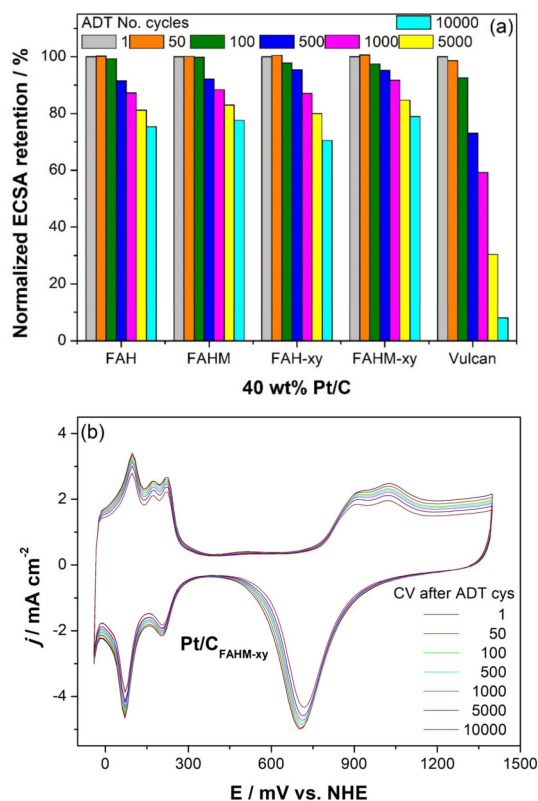 ADT No. cycles 10000 (a)
1 50 100 500 1000 5000
Normalized ECSA retention / %
100
80
60
40
20
0
FAH FAHM FAH-xy FAHM-xy Vulcan
40 wt% Pt/C
(b)
j / mA cm⁻²
4
2
0
-2
-4
Pt/C FAHM-xy
CV after ADT cys
1
50
100
500
1000
5000
10000
0 300 600 900 1200 1500
E / mV vs. NHE